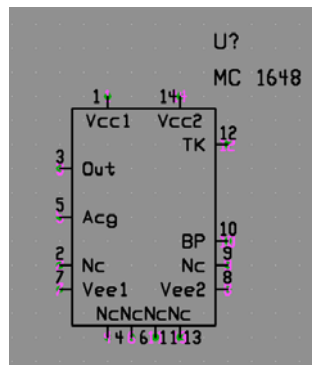 U?
MC 1648
1 14
Vcc1 Vcc2
12
TK
3
Out
5
Acg
10
BP
2 9
Nc Nc
7 8
Vee1 Vee2
NcNcNcNc
4 6 11 13